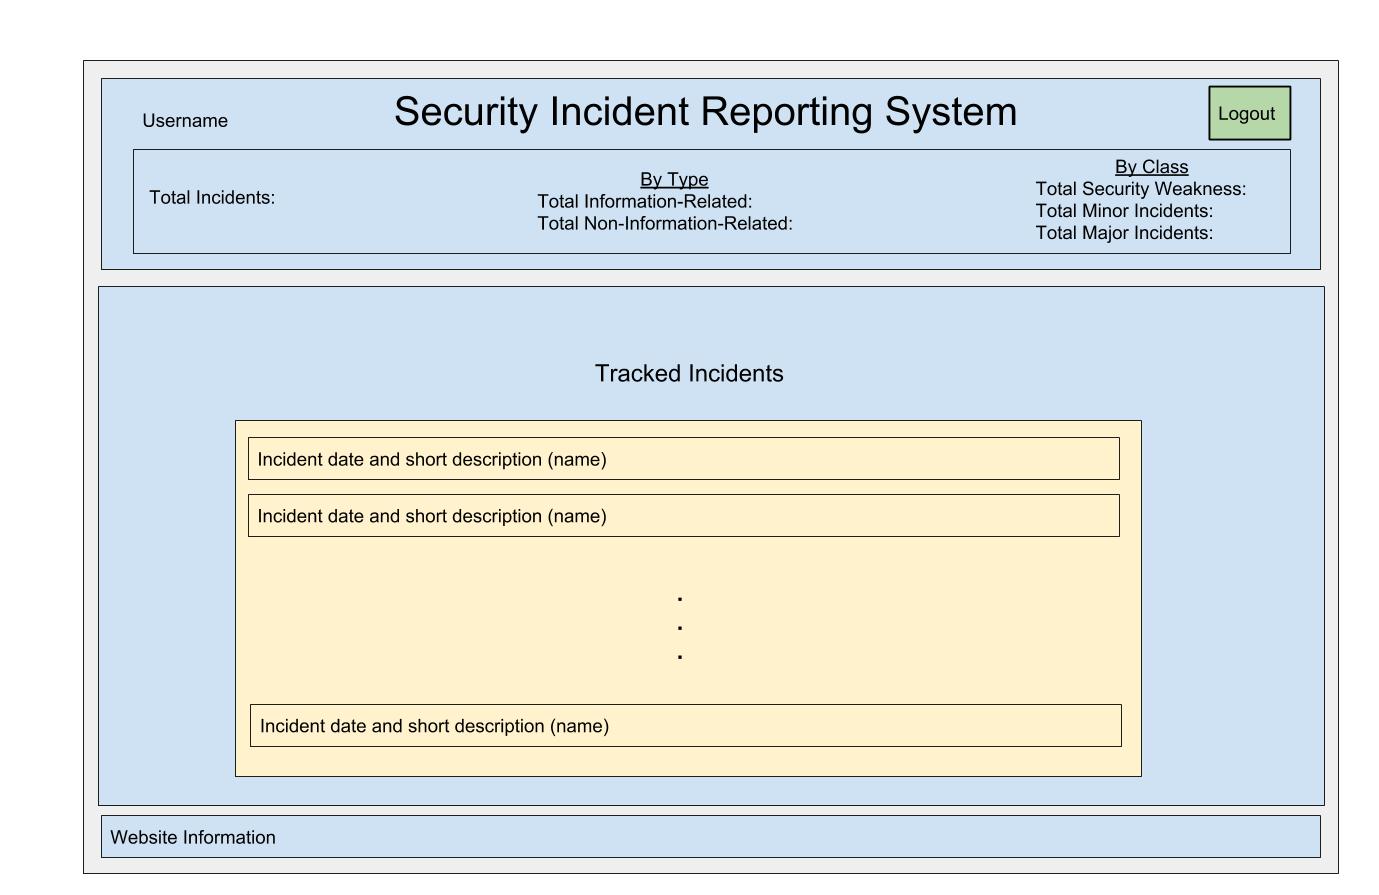 Username
Security Incident Reporting System
Logout
Total Incidents:
By Type
Total Information-Related:
Total Non-Information-Related:
By Class
Total Security Weakness:
Total Minor Incidents:
Total Major Incidents:
Tracked Incidents
Incident date and short description (name)
Incident date and short description (name)
.
.
.
Incident date and short description (name)
Website Information